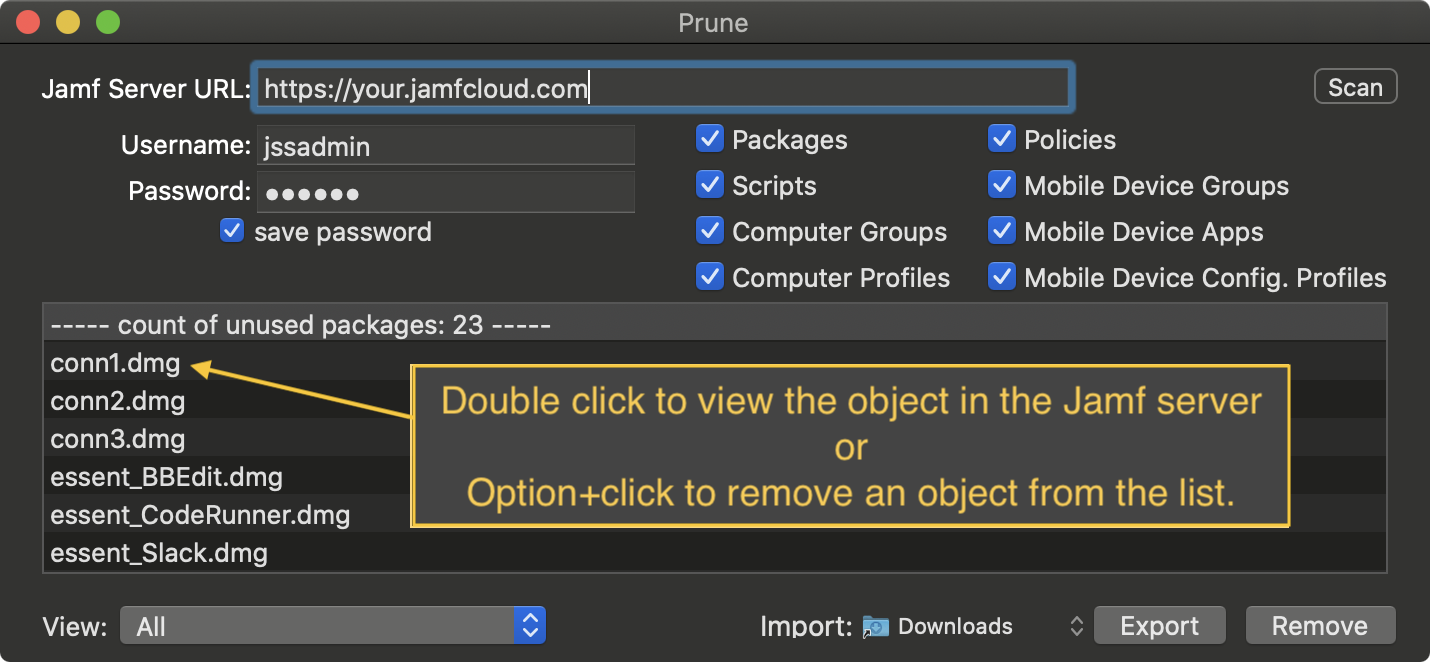 Prune
Jamf Server URL: https://your.jamfcloud.com
Scan
Username: jssadmin
Password: ●●●●●●
save password
Packages
Policies
Scripts
Mobile Device Groups
Computer Groups
Mobile Device Apps
Computer Profiles
Mobile Device Config. Profiles
----- count of unused packages: 23 -----
conn1.dmg
conn2.dmg
conn3.dmg
essent_BBEdit.dmg
essent_CodeRunner.dmg
essent_Slack.dmg
Double click to view the object in the Jamf server
or
Option+click to remove an object from the list.
View: All
Import: Downloads
Export
Remove